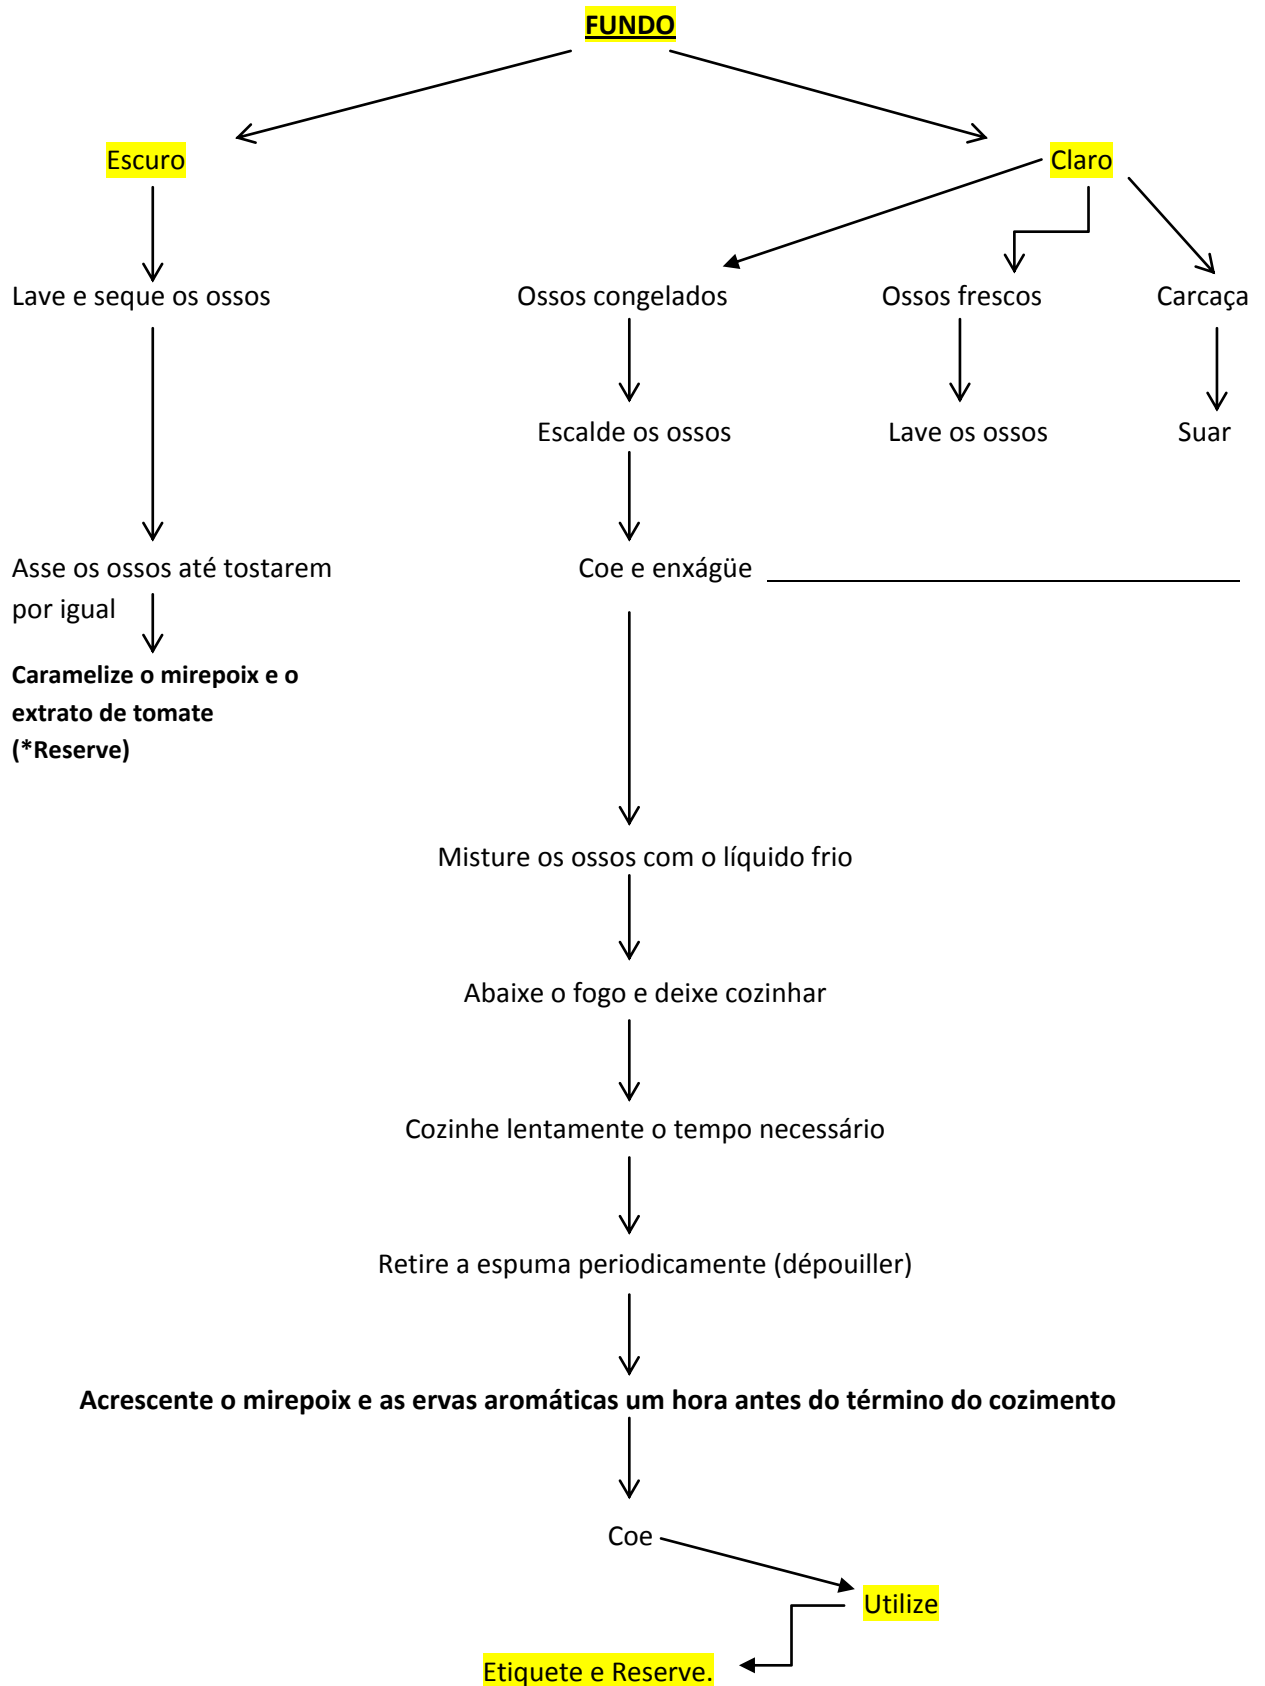 FUNDO
Escuro
Claro
Lave e seque os ossos
Ossos congelados
Ossos frescos
Carcaça
Escalde os ossos
Lave os ossos
Suar
Asse os ossos até tostarem
por igual
Coe e enxágüe
Caramelize o mirepoix e o
extrato de tomate
(*Reserve)
Misture os ossos com o líquido frio
Abaixe o fogo e deixe cozinhar
Cozinhe lentamente o tempo necessário
Retire a espuma periodicamente (dépouiller)
Acrescente o mirepoix e as ervas aromáticas um hora antes do término do cozimento
Coe
Utilize
Etiquete e Reserve.